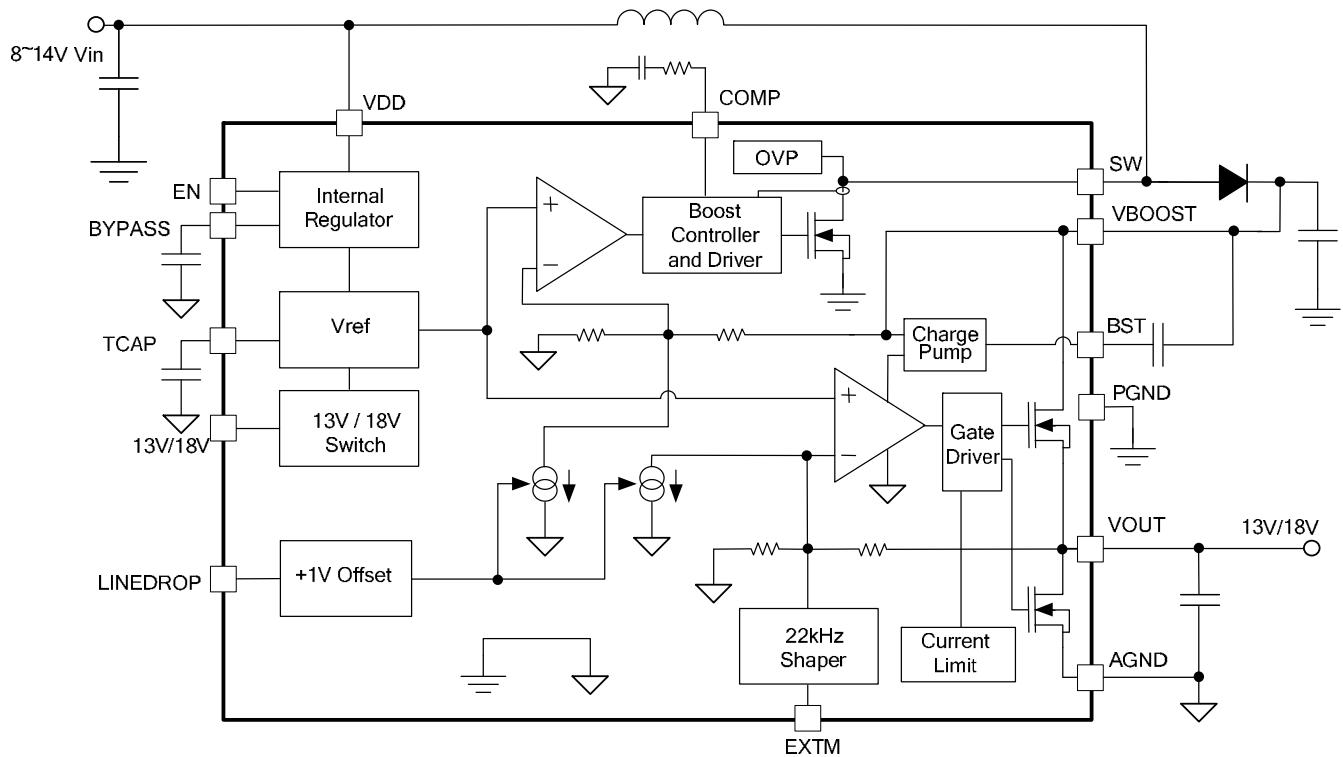 8~14V Vin
VDD
COMP
OVP
SW
EN
Internal
Regulator
+
Boost
Controller
and Driver
VBOOST
BYPASS
−
Vref
Charge
Pump
BST
TCAP
13V / 18V
Switch
+
Gate
Driver
PGND
13V/18V
−
VOUT
13V/18V
LINEDROP
+1V Offset
22kHz
Shaper
Current
Limit
AGND
EXTM